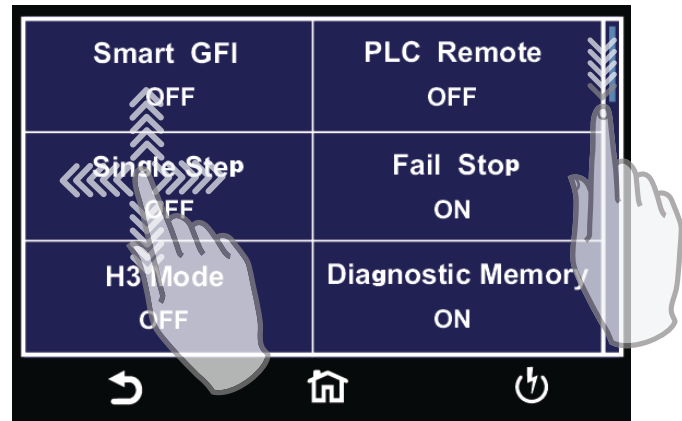 Smart GFI
OFF
PLC Remote
OFF
Single Step
OFF
Fail Stop
ON
H3 Mode
OFF
Diagnostic Memory
ON